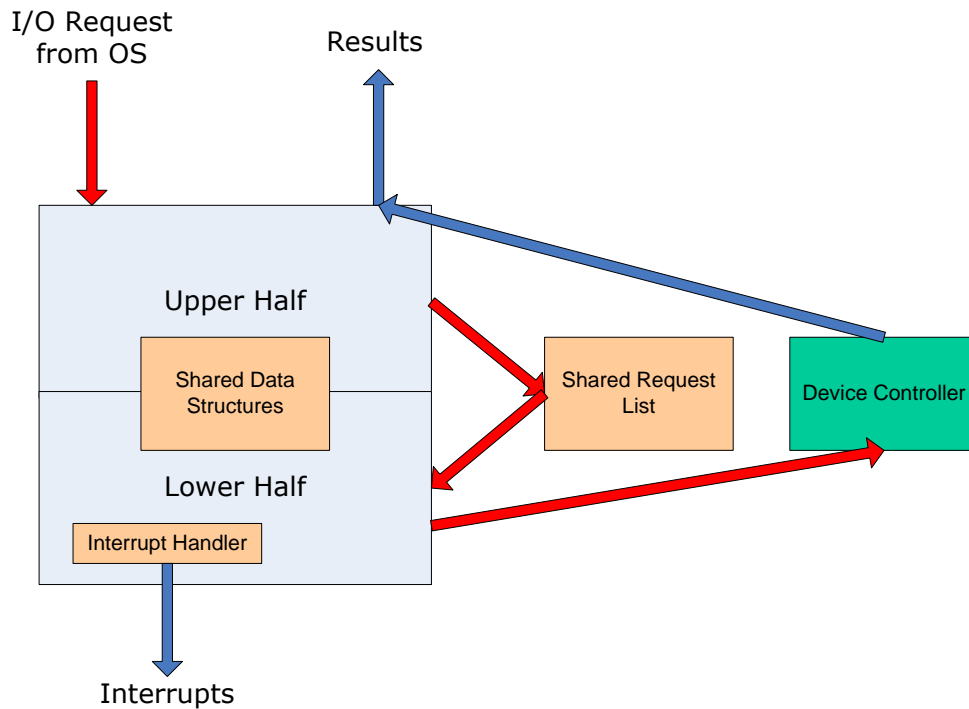 I/O Request
from OS
Results
Upper Half
Shared Data
Structures
Shared Request
List
Device Controller
Lower Half
Interrupt Handler
Interrupts